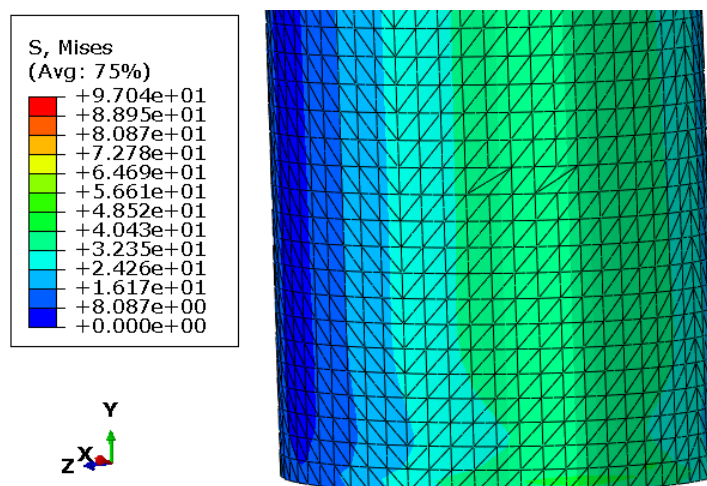 S, Mises
(Avg: 75%)
+9.704e+01
+8.895e+01
+8.087e+01
+7.278e+01
+6.469e+01
+5.661e+01
+4.852e+01
+4.043e+01
+3.235e+01
+2.426e+01
+1.617e+01
+8.087e+00
+0.000e+00
Y
X
Z